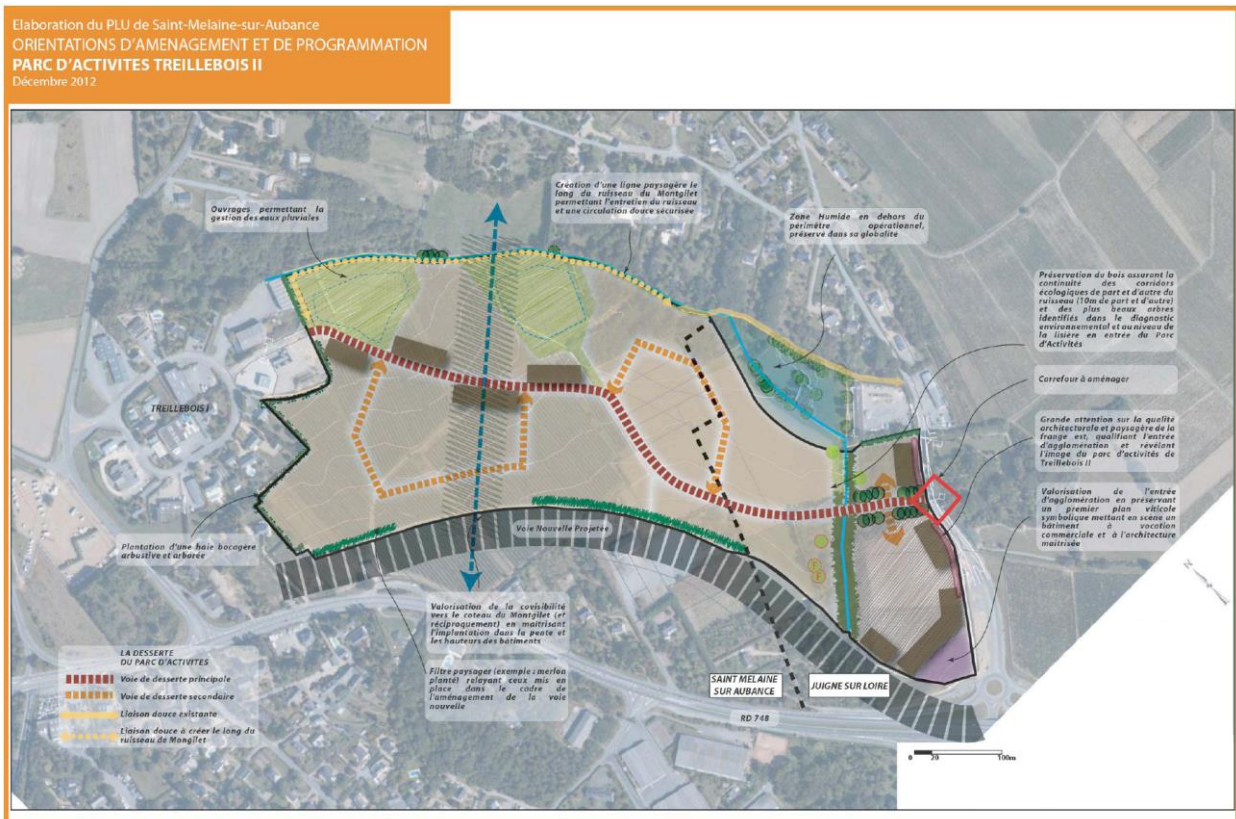 Elaboration du PLU de Saint-Melaine-sur-Aubance
ORIENTATIONS D'AMENAGEMENT ET DE PROGRAMMATION
PARC D'ACTIVITES TREILLEBOIS II
Décembre 2012
Ouvrages permettant la
gestion des eaux pluviales
Création d'une ligne paysagère le
long du ruisseau du Montgilet
permettant l'entretien du ruisseau
et une circulation douce sécurisée
Zone Humide en dehors du
périmètre opérationnel,
préservé dans sa globalité
Préservation du bois assurant la
continuité des corridors
écologiques de part et d'autre du
ruisseau (10m de part et d'autre)
et des plus beaux arbres
identifiés dans le diagnostic
environnemental et au niveau de
la lisière en entrée du Parc
d'Activités
Carrefour à aménager
Grande attention sur la qualité
architecturale et paysagère de la
frange est, qualifiant l'entrée
d'agglomération et révélant
l'image du parc d'activités de
Treillebois II
Valorisation de l'entrée
d'agglomération en préservant
un premier plan viticole
symbolique mettant en scène un
bâtiment à vocation
commerciale et à l'architecture
maitrisée
TREILLEBOIS I
Plantation d'une haie bocagère
arbustive et arborée
Voie Nouvelle Projetée
Valorisation de la covisibilité
vers le coteau du Montgilet (et
réciproquement) en maîtrisant
l'implantation dans la pente et
les hauteurs des bâtiments
Filtre paysager (exemple : merlon
planté) relayant ceux mis en
place dans le cadre de
l'aménagement de la voie
nouvelle
LA DESSERTE
DU PARC D'ACTIVITES
Voie de desserte principale
Voie de desserte secondaire
Liaison douce existante
Liaison douce à créer le long du
ruisseau de Mongilet
SAINT MELAINE
SUR AUBANCE
JUIGNE SUR LOIRE
RD 748
0 20 100m
N